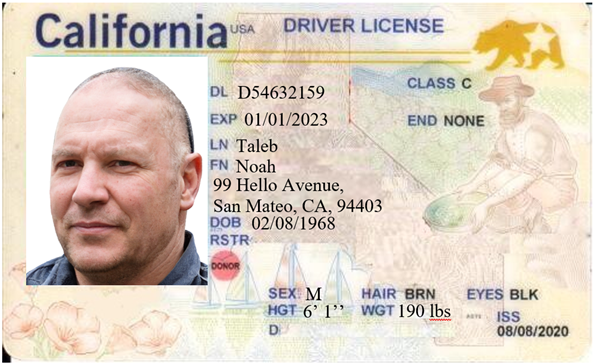 California USA DRIVER LICENSE
DL D54632159 CLASS C
EXP 01/01/2023 END NONE
LN Taleb
FN Noah
99 Hello Avenue,
San Mateo, CA, 94403
DOB 02/08/1968
RSTR:
DONOR
SEX: M HAIR BRN EYES BLK
HGT 6' 1'' WGT 190 lbs ISS
D: 08/08/2020